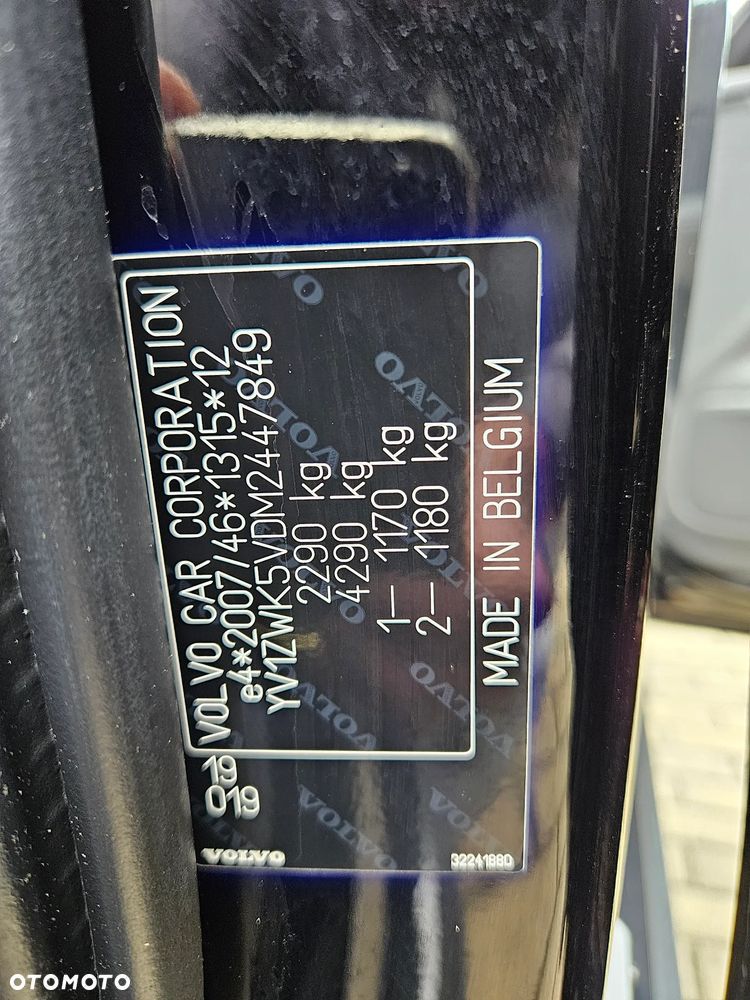 VOLVO CAR CORPORATION
e4*2007/46*1315*12
YV1ZWK5VDM2447849
2290 kg
4290 kg
1— 1170 kg
2— 1180 kg
MADE IN BELGIUM
VOLVO
32241880
OTOMOTO